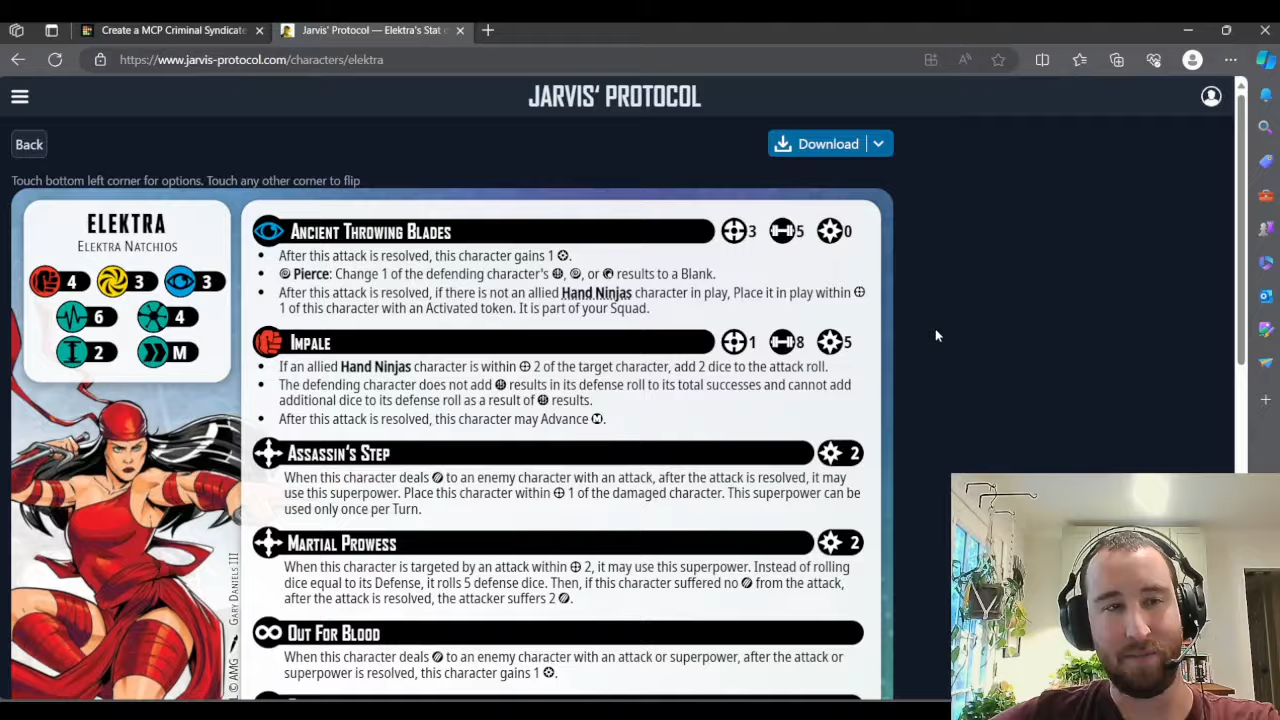 Create a MCP Criminal Syndicate
Jarvis' Protocol — Elektra's Stat
https://www.jarvis-protocol.com/characters/elektra
JARVIS' PROTOCOL
Back
Download
Touch bottom left corner for options. Touch any other corner to flip
ELEKTRA
ELEKTRA NATCHIOS
4 3 3
6 4
2 M
ANCIENT THROWING BLADES 3 5 0
After this attack is resolved, this character gains 1 .
Pierce: Change 1 of the defending character's , , or results to a Blank.
After this attack is resolved, if there is not an allied Hand Ninjas character in play, Place it in play within
1 of this character with an Activated token. It is part of your Squad.
IMPALE 1 8 5
If an allied Hand Ninjas character is within 2 of the target character, add 2 dice to the attack roll.
The defending character does not add results in its defense roll to its total successes and cannot add
additional dice to its defense roll as a result of results.
After this attack is resolved, this character may Advance .
ASSASSIN'S STEP 2
When this character deals to an enemy character with an attack, after the attack is resolved, it may
use this superpower. Place this character within 1 of the damaged character. This superpower can be
used only once per Turn.
MARTIAL PROWESS 2
When this character is targeted by an attack within 2, it may use this superpower. Instead of rolling
dice equal to its Defense, it rolls 5 defense dice. Then, if this character suffered no from the attack,
after the attack is resolved, the attacker suffers 2 .
OUT FOR BLOOD
When this character deals to an enemy character with an attack or superpower, after the attack or
superpower is resolved, this character gains 1 .
© AMG GARY DANIELS III